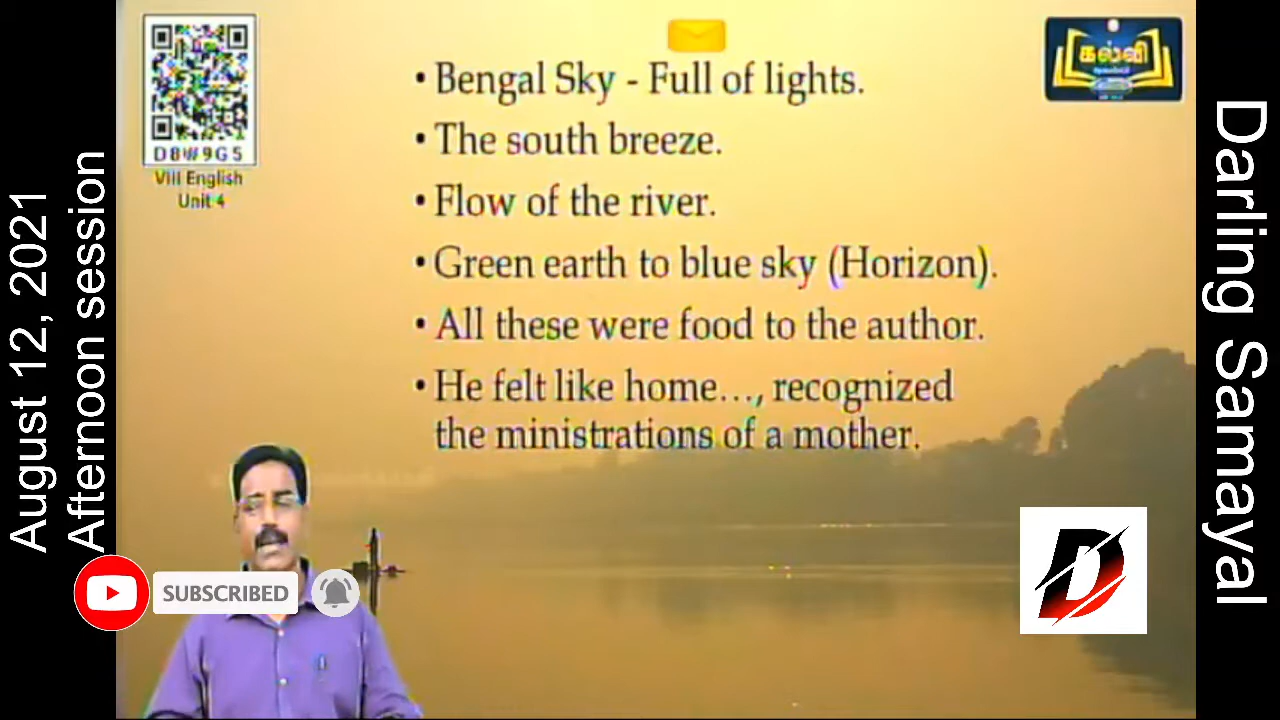 August 12, 2021
Afternoon session
D8W9G5
VIII English
Unit 4
• Bengal Sky - Full of lights.
• The south breeze.
• Flow of the river.
• Green earth to blue sky (Horizon).
• All these were food to the author.
• He felt like home…, recognized
the ministrations of a mother.
கல்வி
SUBSCRIBED
D
Darling Samayal